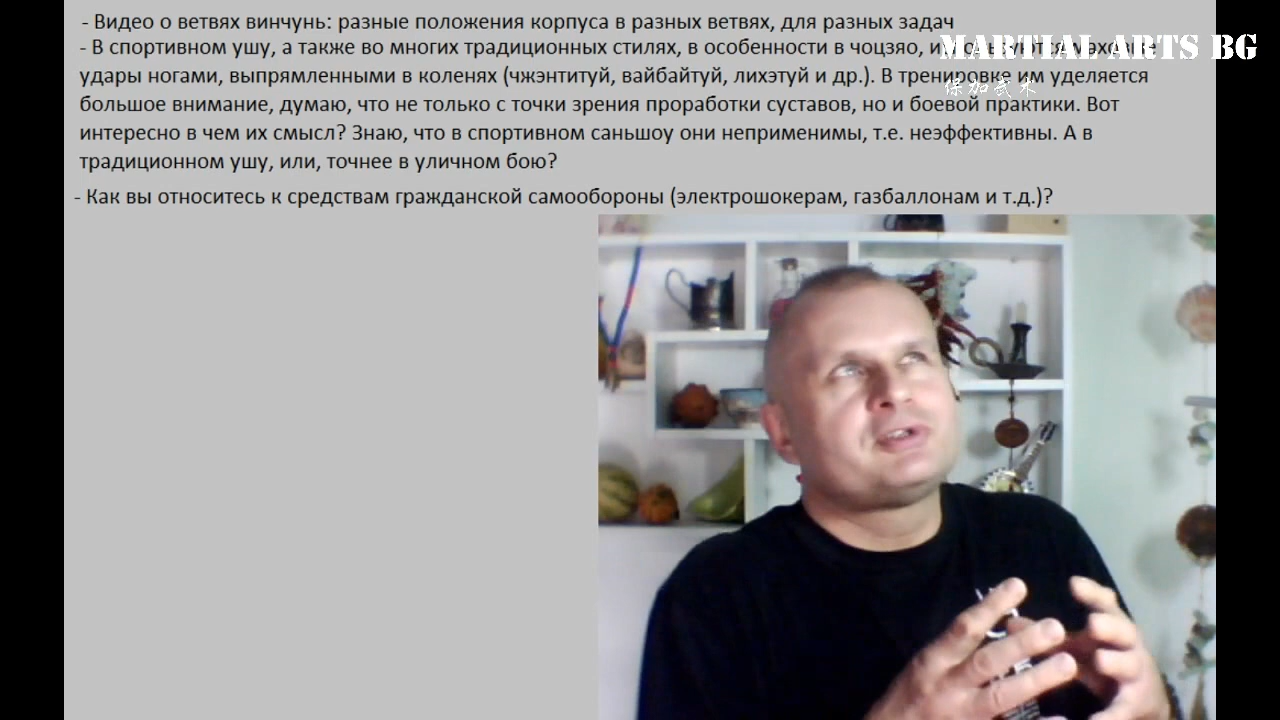 - Видео о ветвях винчунь: разные положения корпуса в разных ветвях, для разных задач
- В спортивном ушу, а также во многих традиционных стилях, в особенности в чоцзяо,
MARTIAL ARTS BG
удары ногами, выпрямленными в коленях (чжэнтитуй, вайбайтуй, лихэтуй и др.). В тренировке им уделяется
保加武术
большое внимание, думаю, что не только с точки зрения проработки суставов, но и боевой практики. Вот
интересно в чем их смысл? Знаю, что в спортивном саньшоу они неприменимы, т.е. неэффективны. А в
традиционном ушу, или, точнее в уличном бою?
- Как вы относитесь к средствам гражданской самообороны (электрошокерам, газбаллонам и т.д.)?